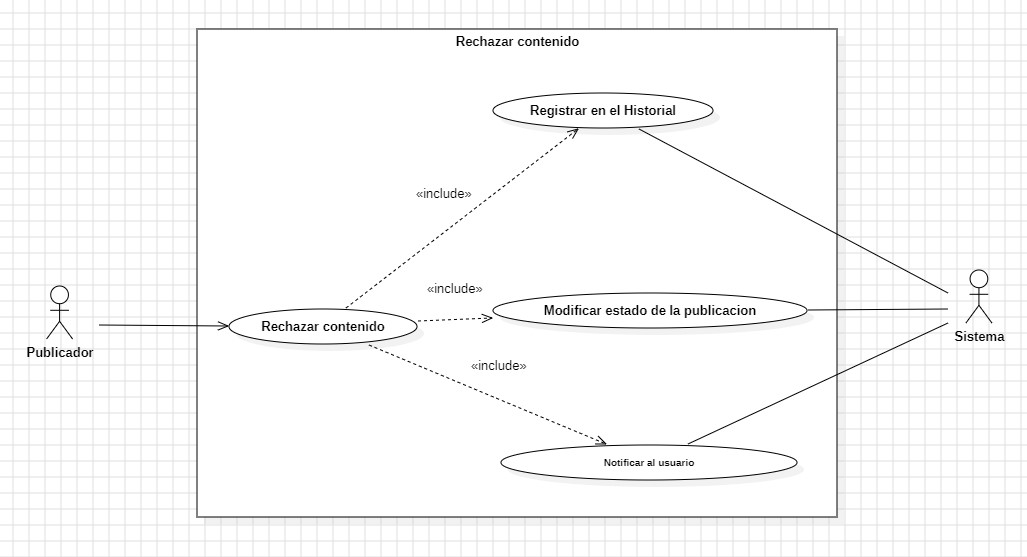 Rechazar contenido
Registrar en el Historial
«include»
«include»
Modificar estado de la publicacion
Rechazar contenido
Publicador
Sistema
«include»
Notificar al usuario